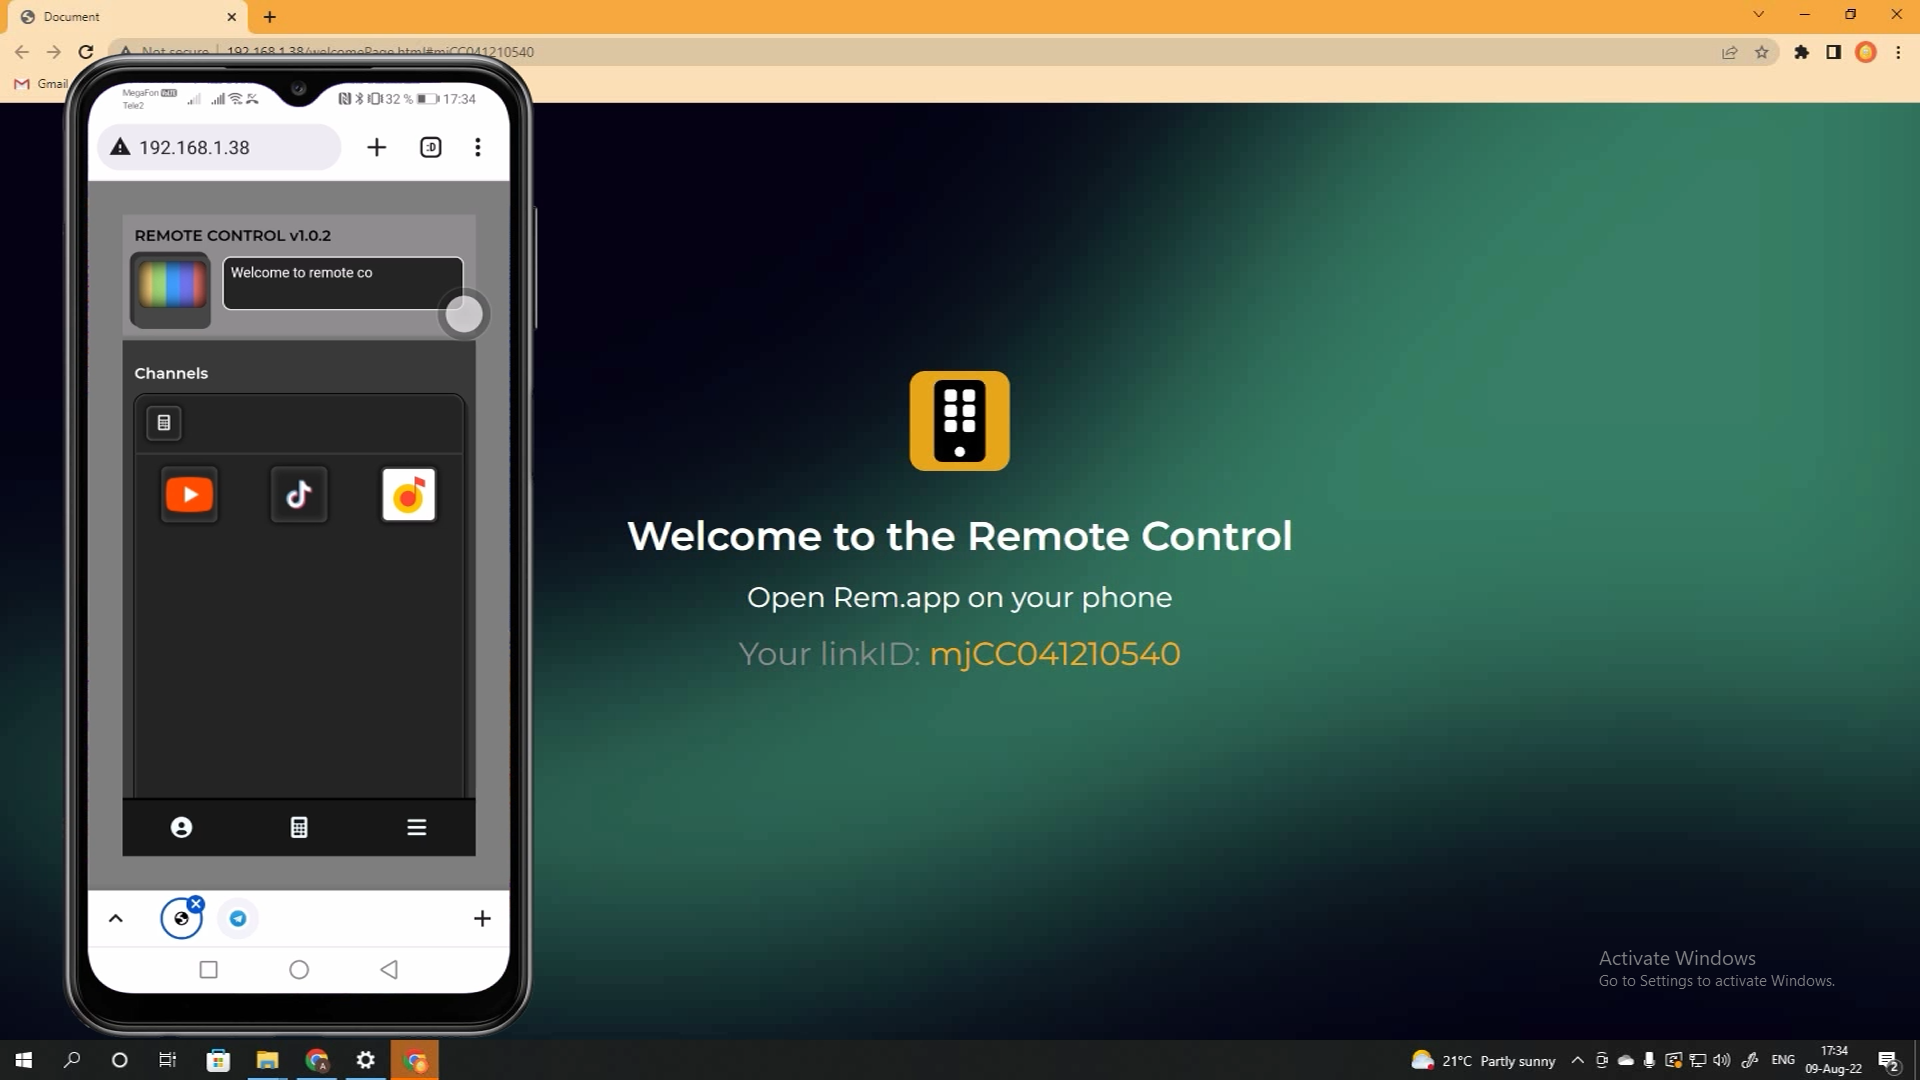 Document
Not secure
192.168.1.38/welcomePage.html#mjCC041210540
Gmail
MegaFon VoLTE
Tele2
32 %
17:34
192.168.1.38
:D
REMOTE CONTROL v1.0.2
Welcome to remote co
Channels
Welcome to the Remote Control
Open Rem.app on your phone
Your linkID: mjCC041210540
Activate Windows
Go to Settings to activate Windows.
A
21°C Partly sunny
ENG
17:34
09-Aug-22
2